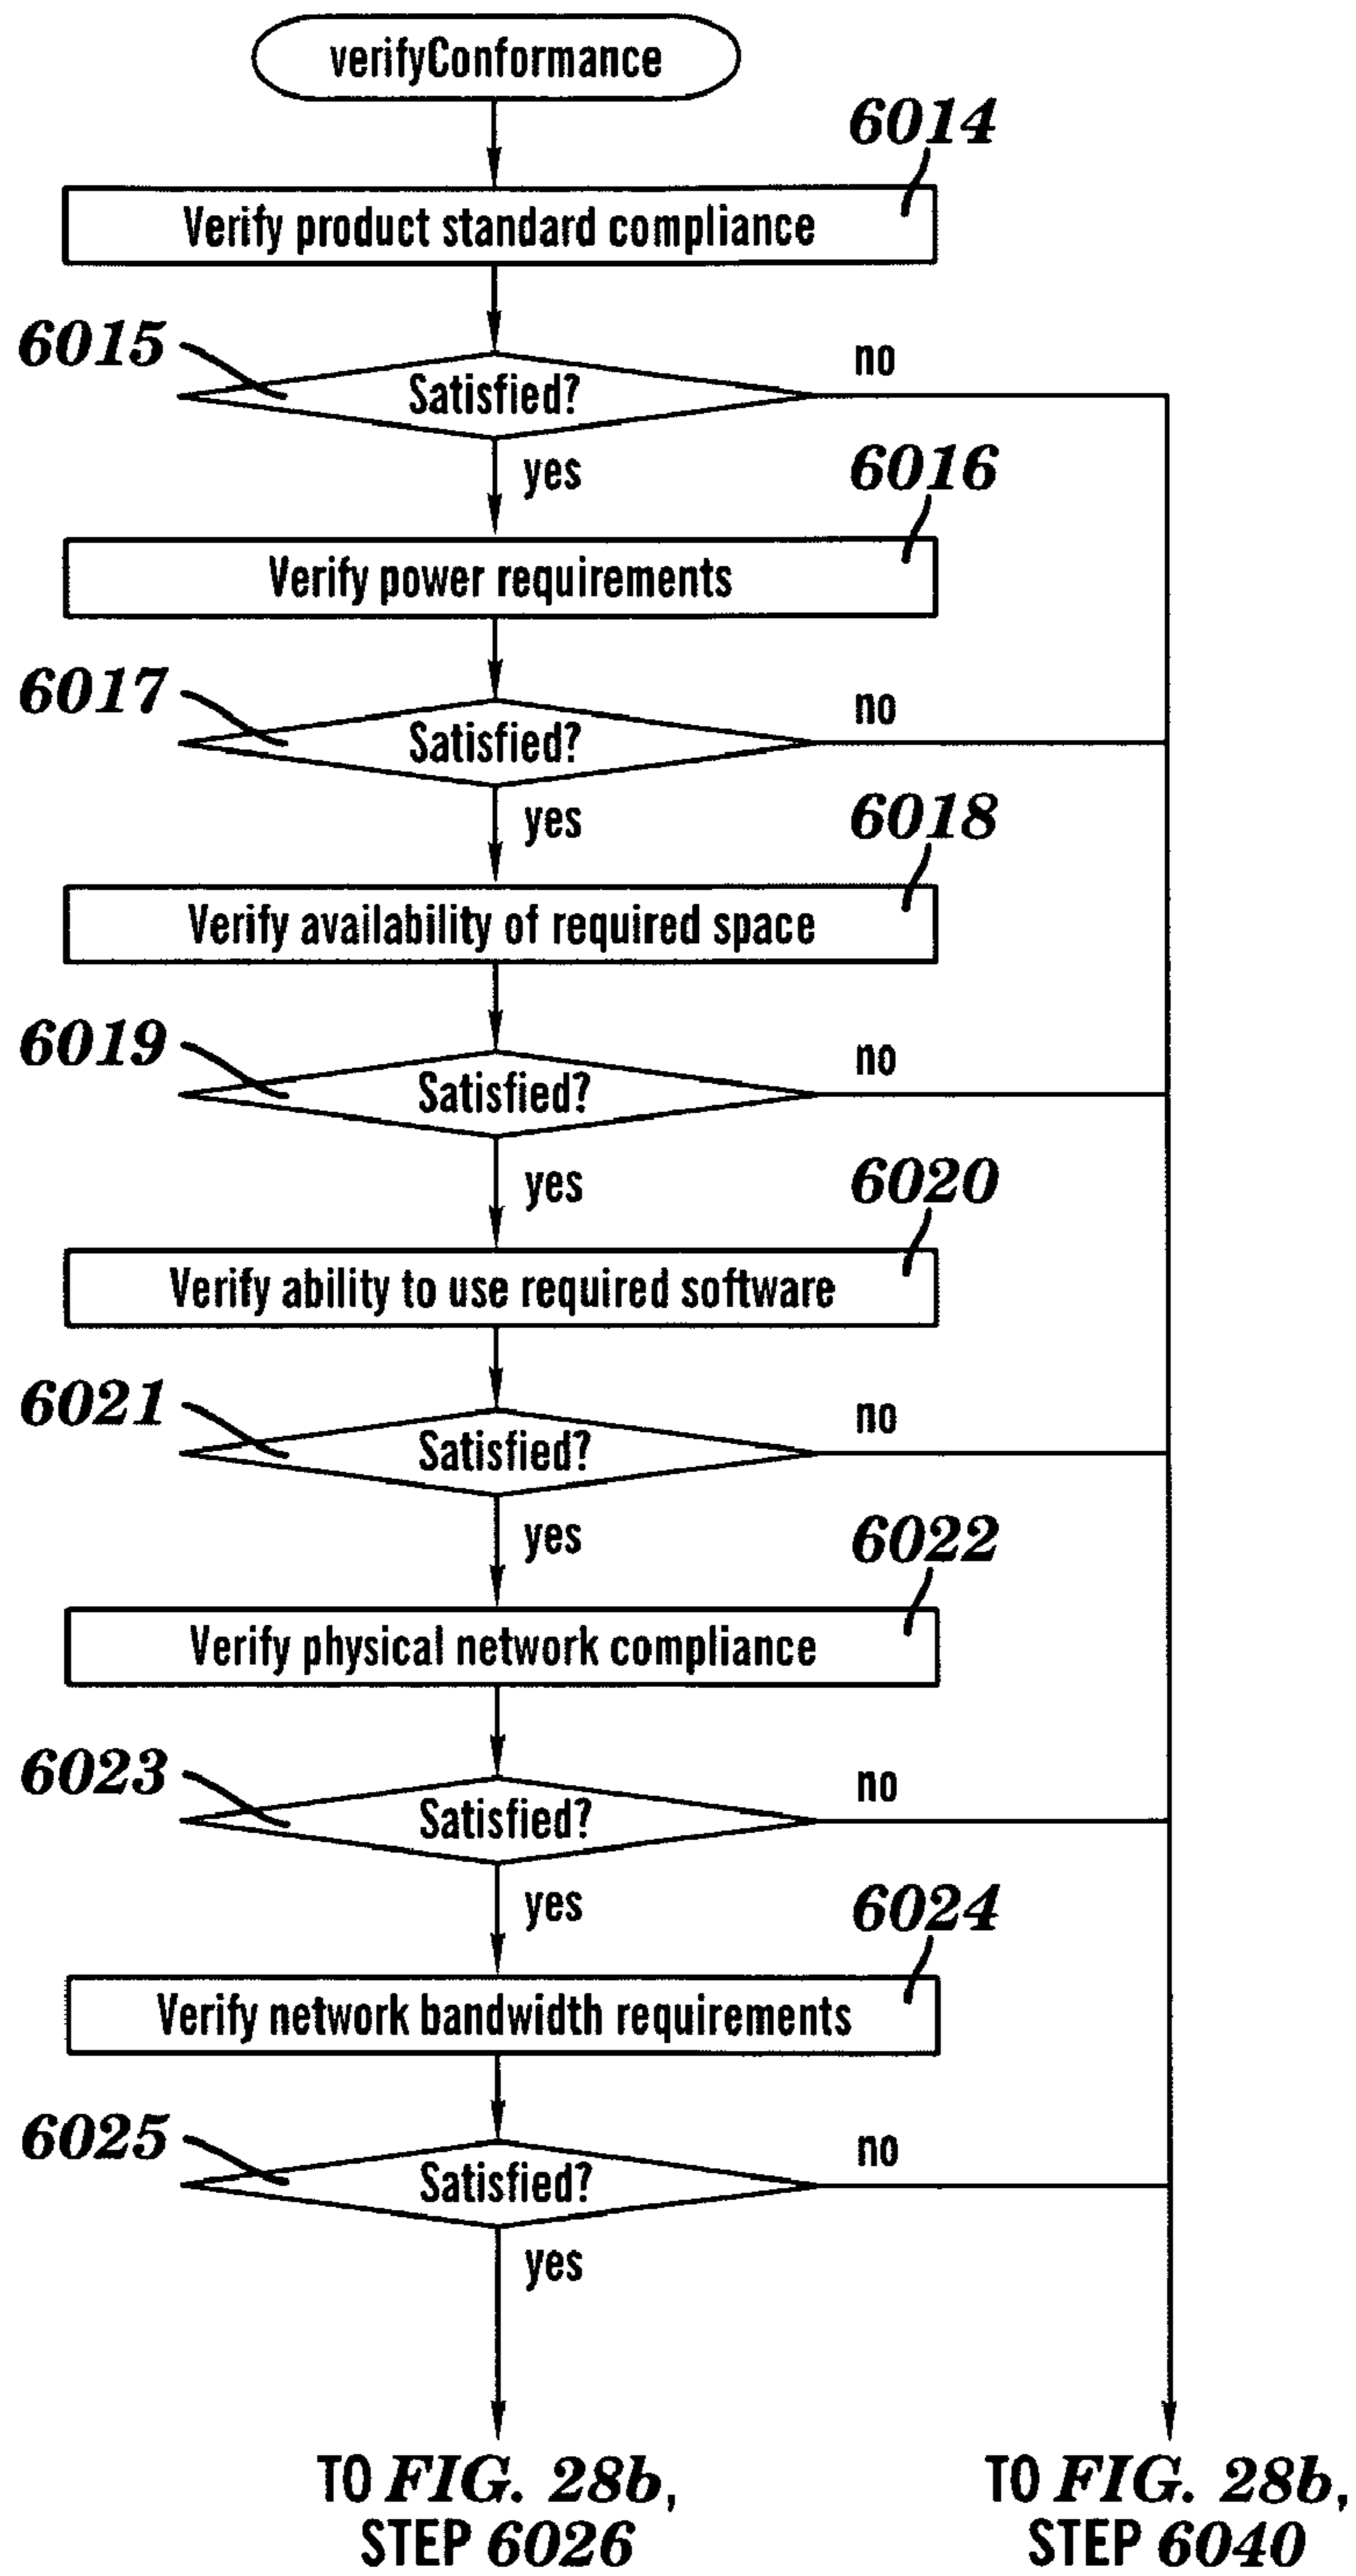 verifyConformance
6014
Verify product standard compliance
6015
Satisfied?
no
yes
6016
Verify power requirements
6017
Satisfied?
no
yes
6018
Verify availability of required space
6019
Satisfied?
no
yes
6020
Verify ability to use required software
6021
Satisfied?
no
yes
6022
Verify physical network compliance
6023
Satisfied?
no
yes
6024
Verify network bandwidth requirements
6025
Satisfied?
no
yes
TO FIG. 28b,
STEP 6026
TO FIG. 28b,
STEP 6040